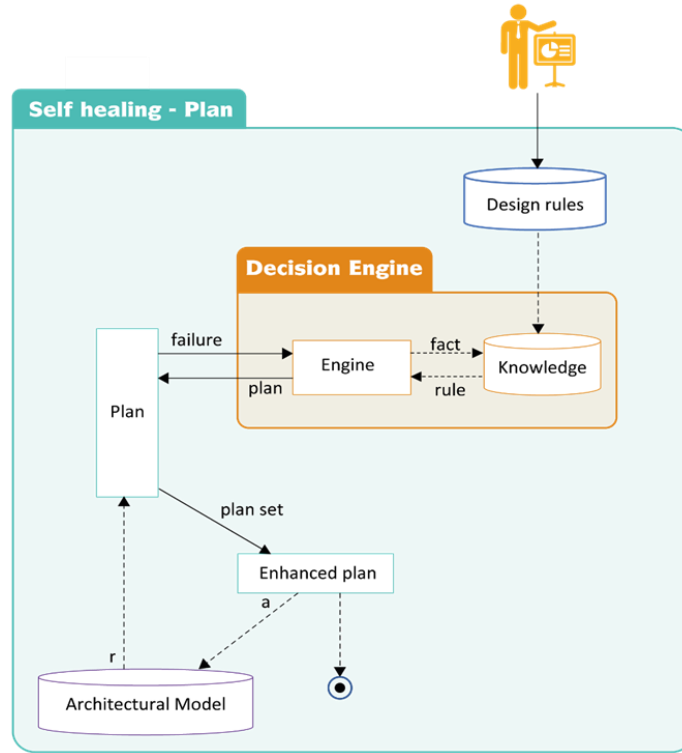 Self healing - Plan
Design rules
Decision Engine
failure
Engine
fact
Knowledge
plan
rule
Plan
plan set
Enhanced plan
a
r
Architectural Model